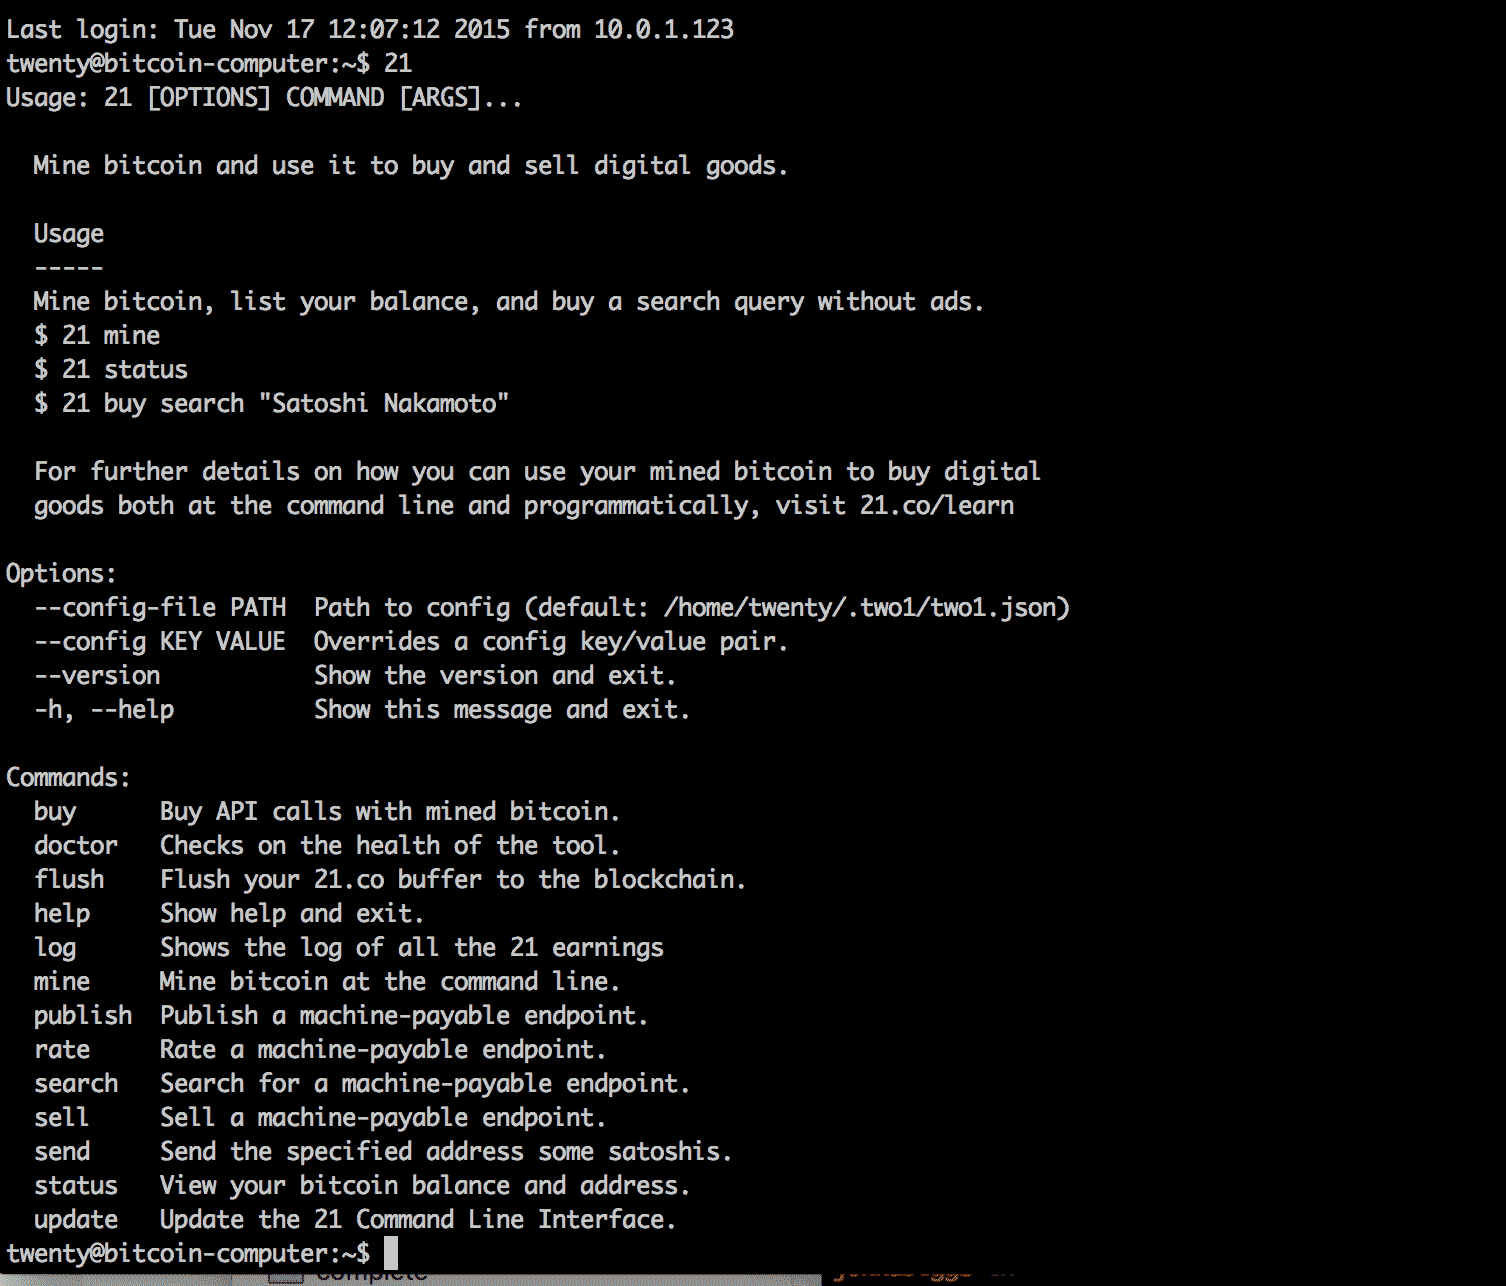 Last login: Tue Nov 17 12:07:12 2015 from 10.0.1.123
twenty@bitcoin-computer:~$ 21
Usage: 21 [OPTIONS] COMMAND [ARGS]...
Mine bitcoin and use it to buy and sell digital goods.
Usage
-----
Mine bitcoin, list your balance, and buy a search query without ads.
$ 21 mine
$ 21 status
$ 21 buy search "Satoshi Nakamoto"
For further details on how you can use your mined bitcoin to buy digital
goods both at the command line and programmatically, visit 21.co/learn
Options:
--config-file PATH  Path to config (default: /home/twenty/.two1/two1.json)
--config KEY VALUE  Overrides a config key/value pair.
--version           Show the version and exit.
-h, --help          Show this message and exit.
Commands:
buy      Buy API calls with mined bitcoin.
doctor   Checks on the health of the tool.
flush    Flush your 21.co buffer to the blockchain.
help     Show help and exit.
log      Shows the log of all the 21 earnings
mine     Mine bitcoin at the command line.
publish  Publish a machine-payable endpoint.
rate     Rate a machine-payable endpoint.
search   Search for a machine-payable endpoint.
sell     Sell a machine-payable endpoint.
send     Send the specified address some satoshis.
status   View your bitcoin balance and address.
update   Update the 21 Command Line Interface.
twenty@bitcoin-computer:~$
complete